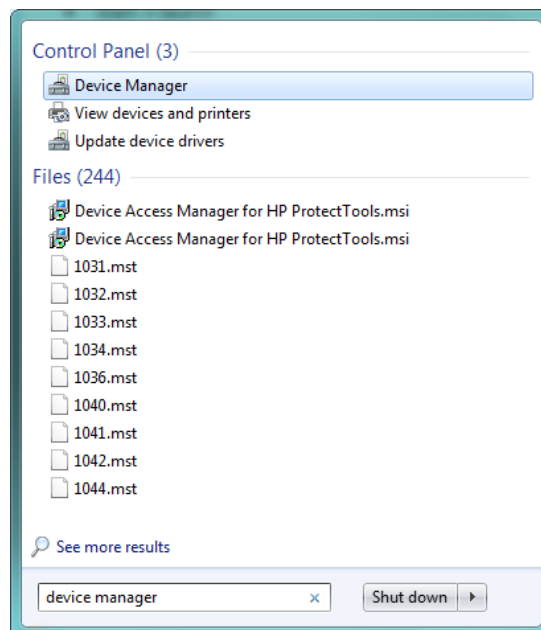 Control Panel (3)
Device Manager
View devices and printers
Update device drivers
Files (244)
Device Access Manager for HP ProtectTools.msi
Device Access Manager for HP ProtectTools.msi
1031.mst
1032.mst
1033.mst
1034.mst
1036.mst
1040.mst
1041.mst
1042.mst
1044.mst
See more results
device manager
Shut down